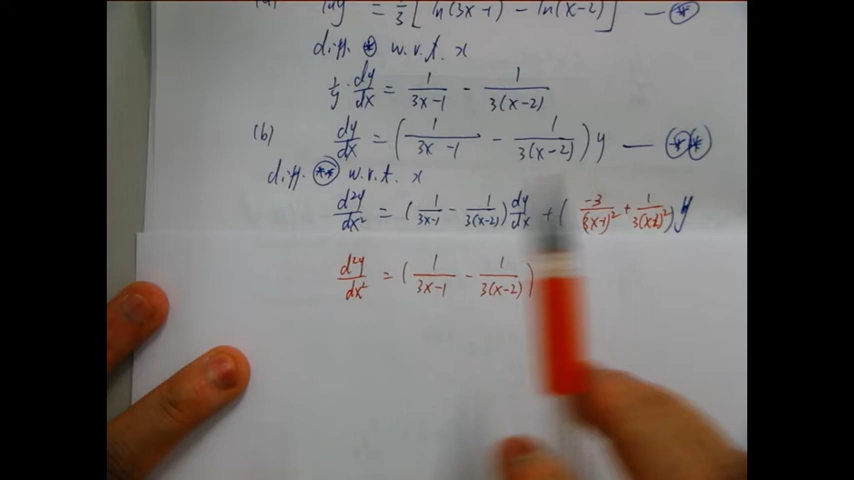 (a) ln y = 1/3 [ ln(3x-1) - ln(x-2) ] — (*)
diff. (*) w.r.t. x
1/y · dy/dx = 1/(3x-1) - 1/(3(x-2))
(b) dy/dx = ( 1/(3x-1) - 1/(3(x-2)) ) y — (**)
diff. (**) w.r.t. x
d²y/dx² = ( 1/(3x-1) - 1/(3(x-2)) ) dy/dx + ( -3/(3x-1)² + 1/(3(x-2)²) ) y
d²y/dx² = ( 1/(3x-1) - 1/(3(x-2)) )